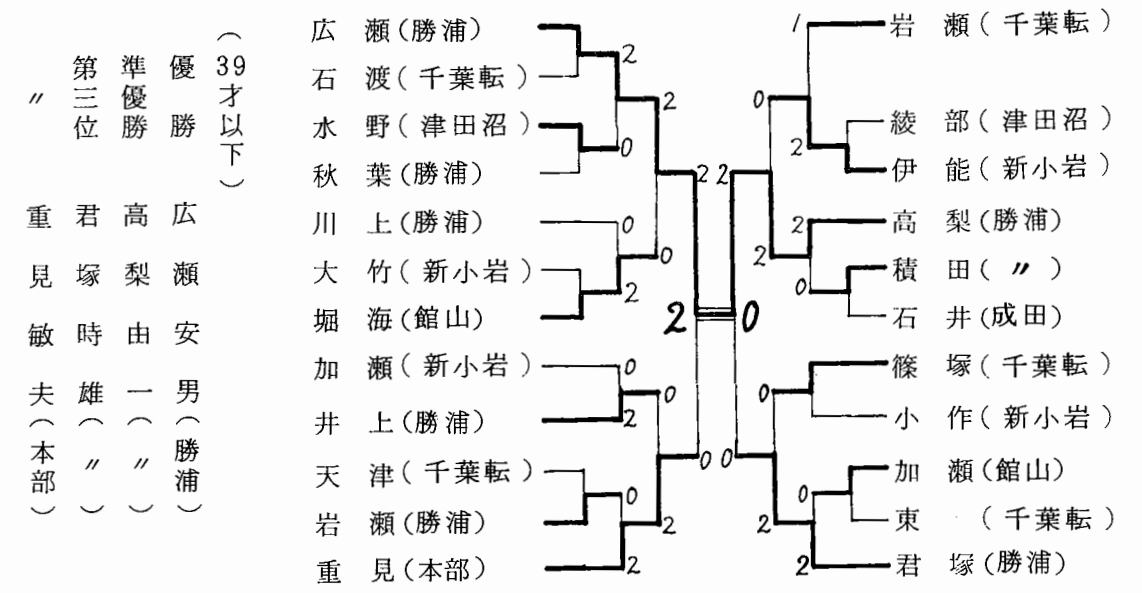 （39才以下）
優勝 広瀬安男（勝浦）
準優勝 高梨由一（〃）
第三位 君塚時雄（〃）
〃 重見敏夫（本部）
広瀬（勝浦）
石渡（千葉転）
水野（津田沼）
秋葉（勝浦）
川上（勝浦）
大竹（新小岩）
堀海（館山）
加瀬（新小岩）
井上（勝浦）
天津（千葉転）
岩瀬（勝浦）
重見（本部）
2
0
2
0
2
0
2
0
2
0
2
0
2
0
2
2 0
2
0
1
2
0
2
0
2
0
0
2
0
2
岩瀬（千葉転）
綾部（津田沼）
伊能（新小岩）
高梨（勝浦）
積田（〃）
石井（成田）
篠塚（千葉転）
小作（新小岩）
加瀬（館山）
東（千葉転）
君塚（勝浦）